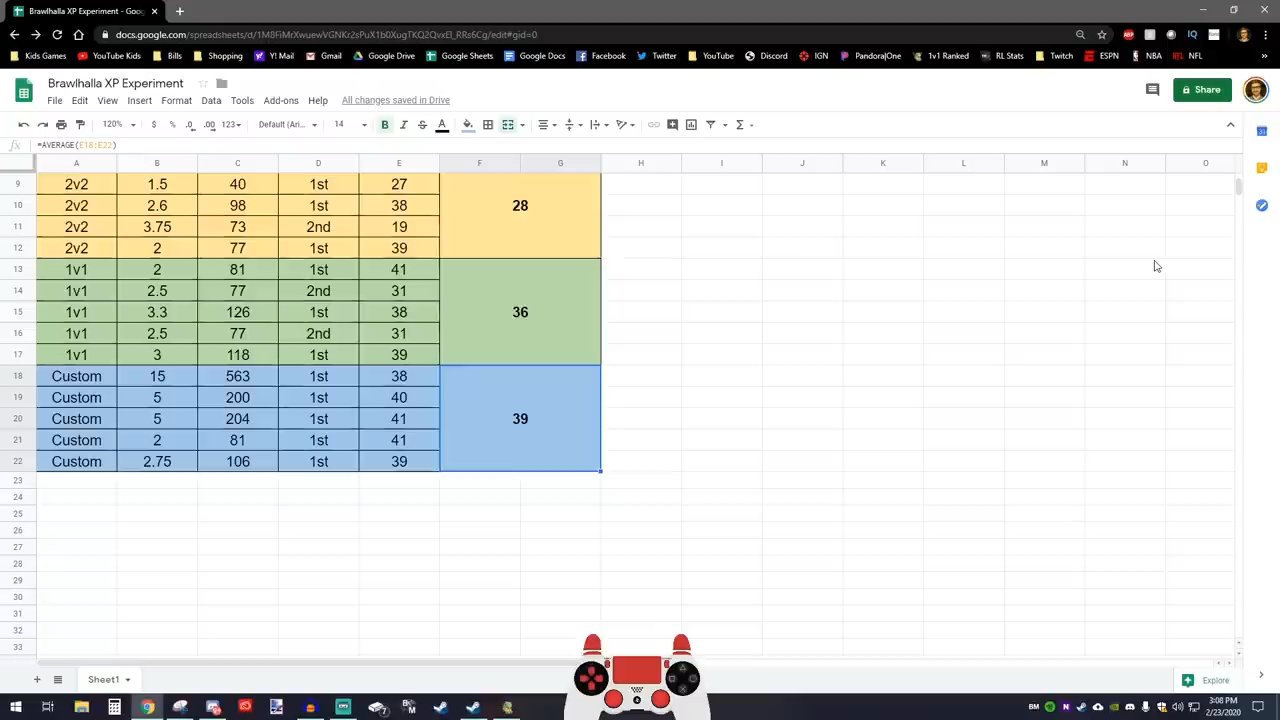 Brawlhalla XP Experiment - Goog
docs.google.com/spreadsheets/d/1M8FiMrXwuewVGNKr2sPuX1b0XugTKQ2QvxEl_RRs6Cg/edit#gid=0
Kids Games YouTube Kids Bills Shopping Y! Mail Gmail Google Drive Google Sheets Google Docs Facebook Twitter YouTube Discord IGN Pandora|One 1v1 Ranked RL Stats Twitch ESPN NBA NFL
Brawlhalla XP Experiment
File Edit View Insert Format Data Tools Add-ons Help All changes saved in Drive
Share
120% $ % .0 .00 123 Default (Ari... 14 B I S A
fx =AVERAGE(E18:E22)
A B C D E F G H I J K L M N O
9 2v2 1.5 40 1st 27
10 2v2 2.6 98 1st 38 28
11 2v2 3.75 73 2nd 19
12 2v2 2 77 1st 39
13 1v1 2 81 1st 41
14 1v1 2.5 77 2nd 31
15 1v1 3.3 126 1st 38 36
16 1v1 2.5 77 2nd 31
17 1v1 3 118 1st 39
18 Custom 15 563 1st 38
19 Custom 5 200 1st 40
20 Custom 5 204 1st 41 39
21 Custom 2 81 1st 41
22 Custom 2.75 106 1st 39
23
24
25
26
27
28
29
30
31
32
33
Sheet1
Explore
3:08 PM
2/23/2020